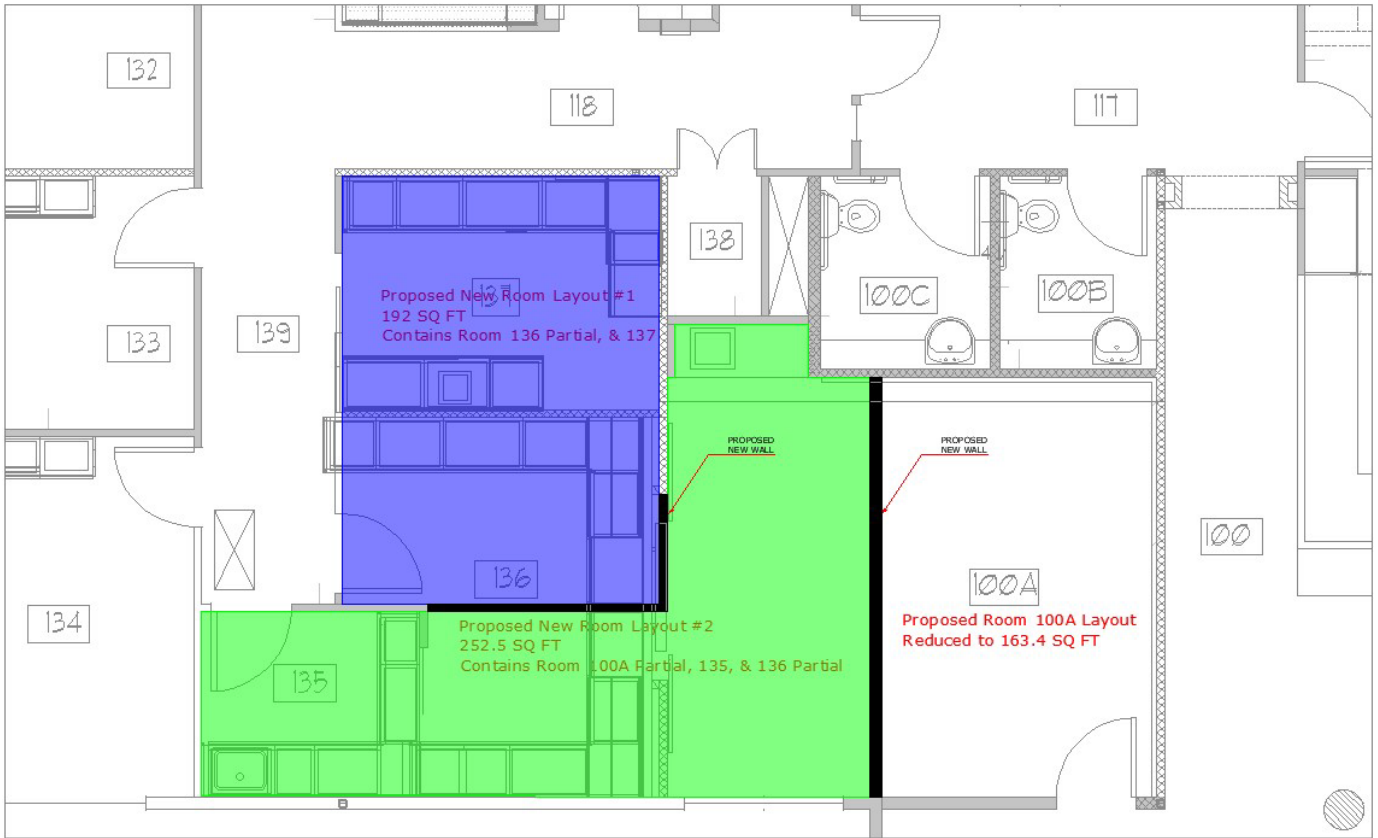 132
118
117
138
137
Proposed New Room Layout #1
192 SQ FT
Contains Room 136 Partial, & 137
100C
100B
139
133
PROPOSED
NEW WALL
PROPOSED
NEW WALL
100
136
100A
134
Proposed New Room Layout #2
252.5 SQ FT
Contains Room 100A Partial, 135, & 136 Partial
Proposed Room 100A Layout
Reduced to 163.4 SQ FT
135